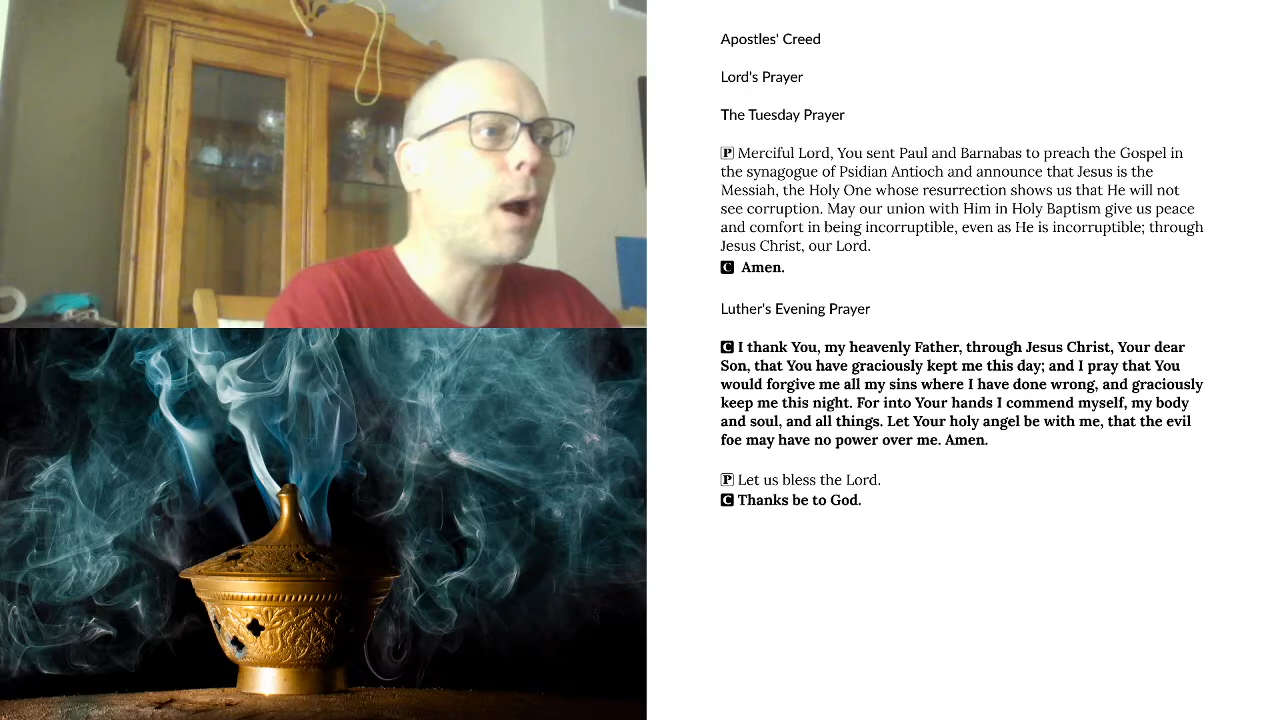 Apostles' Creed
Lord's Prayer
The Tuesday Prayer
P Merciful Lord, You sent Paul and Barnabas to preach the Gospel in
the synagogue of Psidian Antioch and announce that Jesus is the
Messiah, the Holy One whose resurrection shows us that He will not
see corruption. May our union with Him in Holy Baptism give us peace
and comfort in being incorruptible, even as He is incorruptible; through
Jesus Christ, our Lord.
C Amen.
Luther's Evening Prayer
C I thank You, my heavenly Father, through Jesus Christ, Your dear
Son, that You have graciously kept me this day; and I pray that You
would forgive me all my sins where I have done wrong, and graciously
keep me this night. For into Your hands I commend myself, my body
and soul, and all things. Let Your holy angel be with me, that the evil
foe may have no power over me. Amen.
P Let us bless the Lord.
C Thanks be to God.